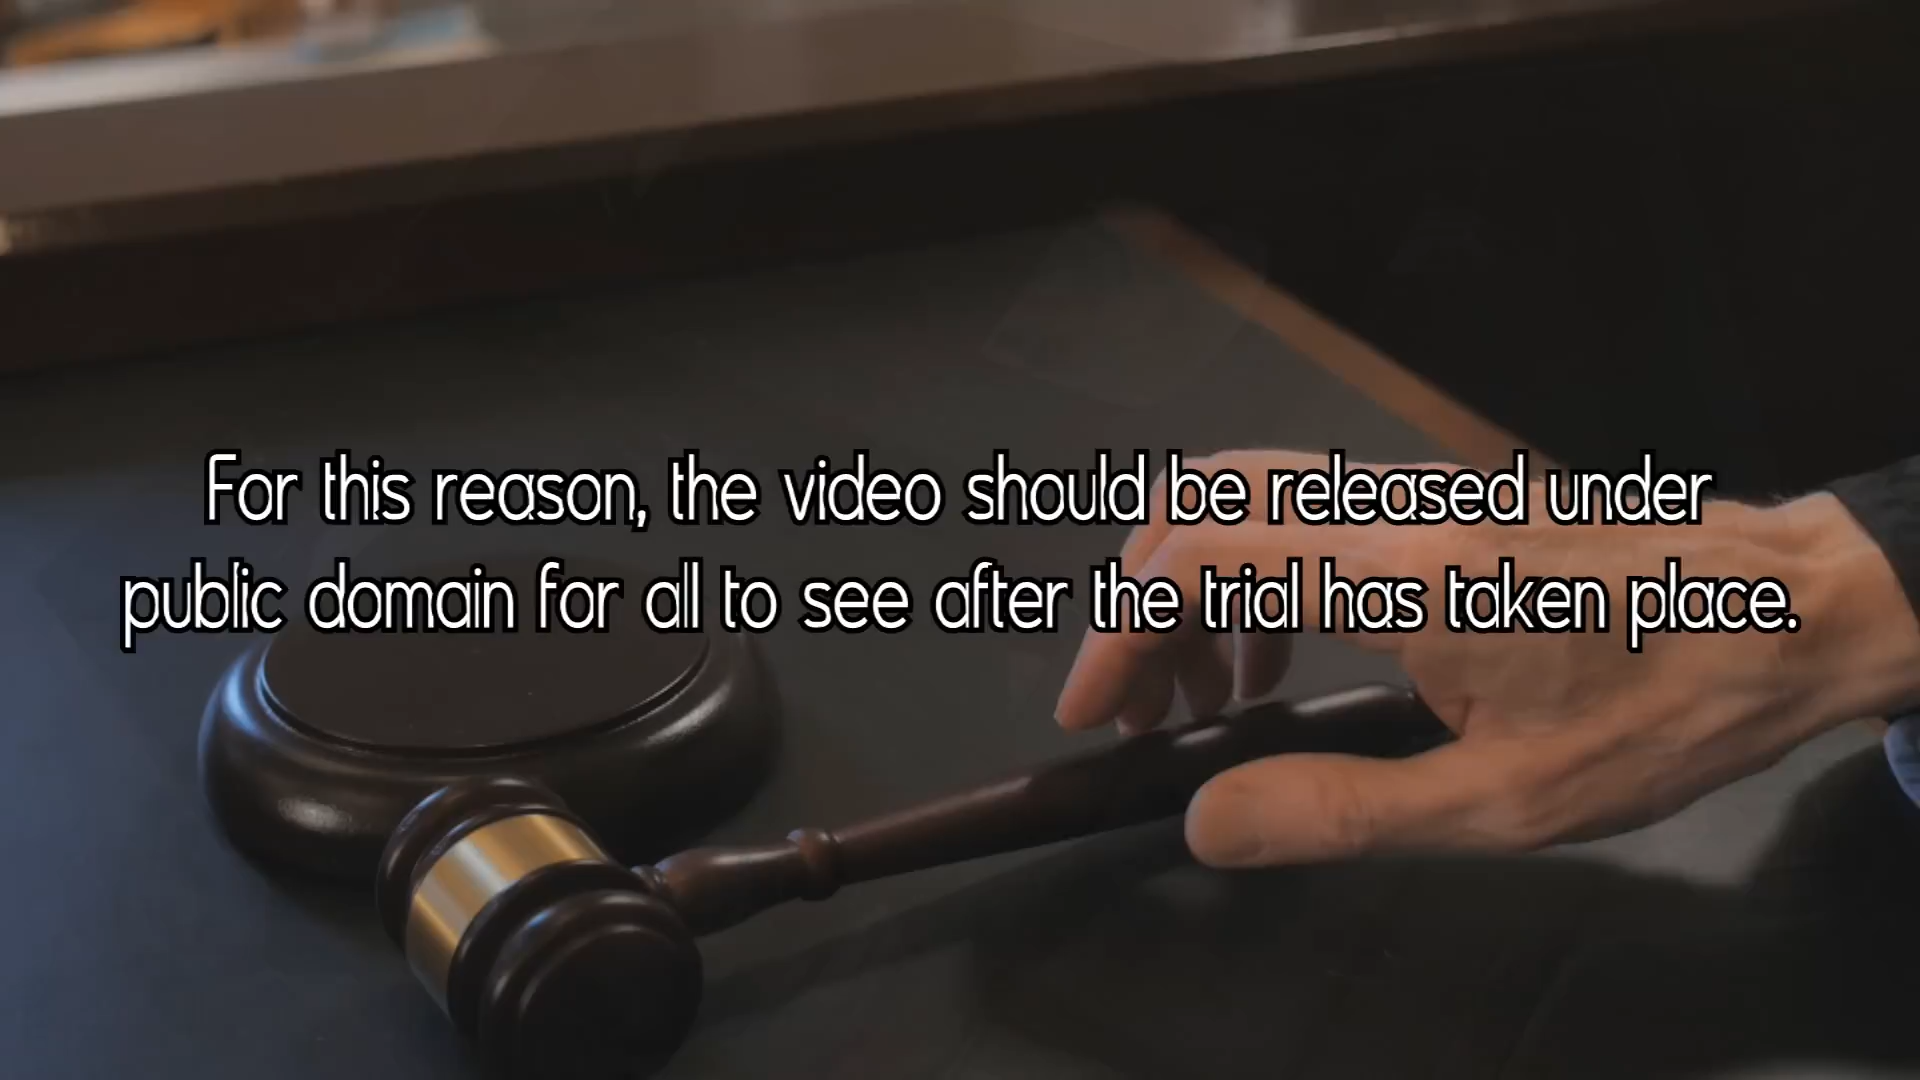 For this reason, the video should be released under
public domain for all to see after the trial has taken place.